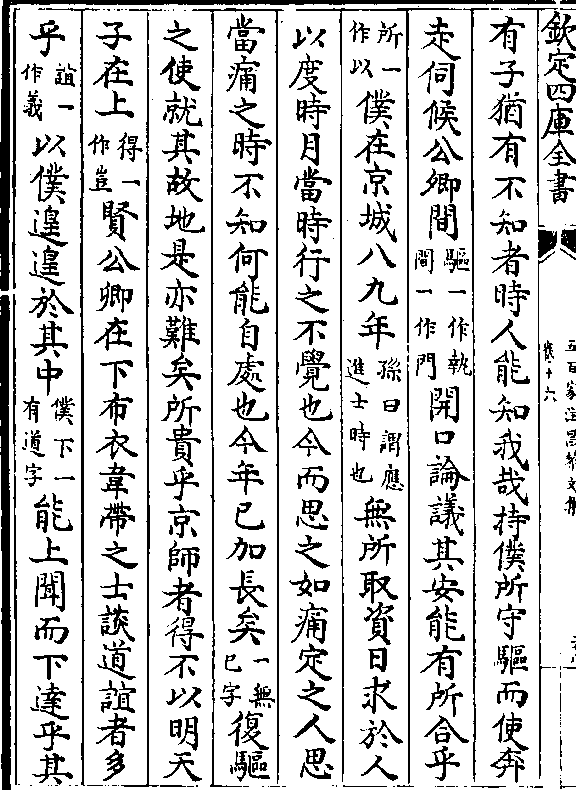 欽定四庫全書
五百家注昌黎文集
卷十六
有子猶有不知者時人能知我哉持僕所守驅而使奔
走伺候公卿間驅一作執間一作門開口論議其安能有所合乎
所一作以僕在京城八九年孫曰謂應進士時也無所取資日求於人
以度時月當時行之不覺也今而思之如痛定之人思
當痛之時不知何能自處也今年已加長矣一無已字復驅
之使就其故地是亦難矣所貴乎京師者得不以明天
子在上得一作豈賢公卿在下布衣韋帶之士談道誼者多
乎誼一作義以僕遑遑於其中僕下一有道字能上聞而下達乎其